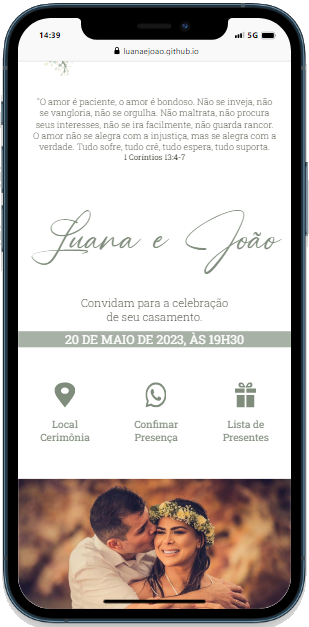 14:39
5G
luanaejoao.github.io
"O amor é paciente, o amor é bondoso. Não se inveja, não
se vangloria, não se orgulha. Não maltrata, não procura
seus interesses, não se ira facilmente, não guarda rancor.
O amor não se alegra com a injustiça, mas se alegra com a
verdade. Tudo sofre, tudo crê, tudo espera, tudo suporta.
1 Coríntios 13:4-7
Luana e João
Convidam para a celebração
de seu casamento.
20 DE MAIO DE 2023, ÀS 19H30
Local
Cerimônia
Confimar
Presença
Lista de
Presentes